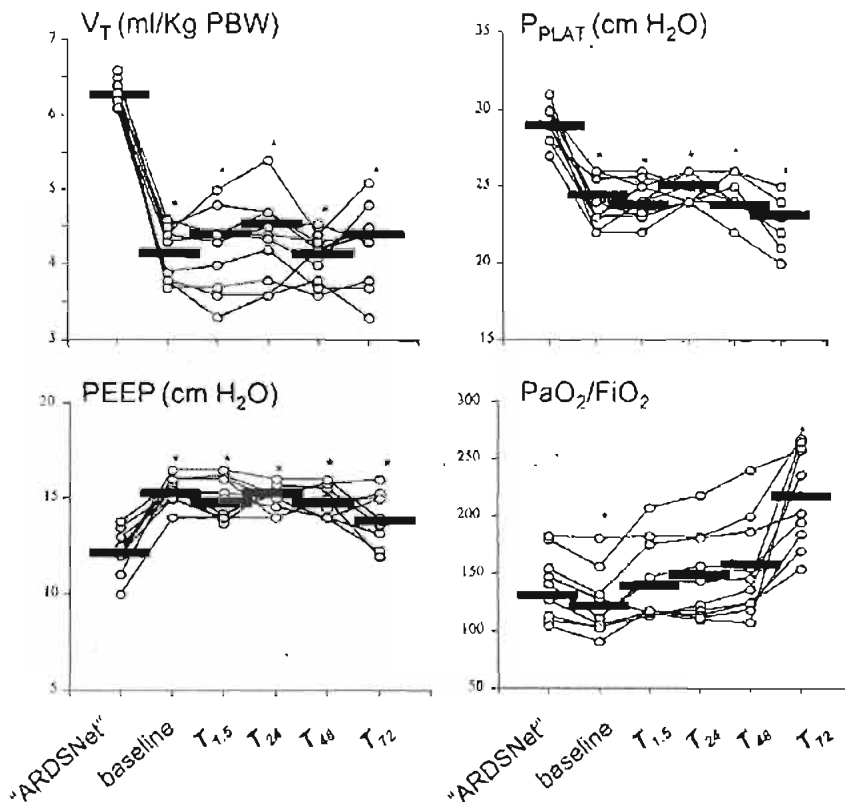 V_T (ml/Kg PBW)
7
6
5
4
3
P_PLAT (cm H₂O)
35
30
25
20
15
PEEP (cm H₂O)
20
15
10
5
PaO₂/FiO₂
300
250
200
150
100
50
"ARDSNet"
baseline
T₁.₅
T₂₄
T₄₈
T₇₂
"ARDSNet"
baseline
T₁.₅
T₂₄
T₄₈
T₇₂